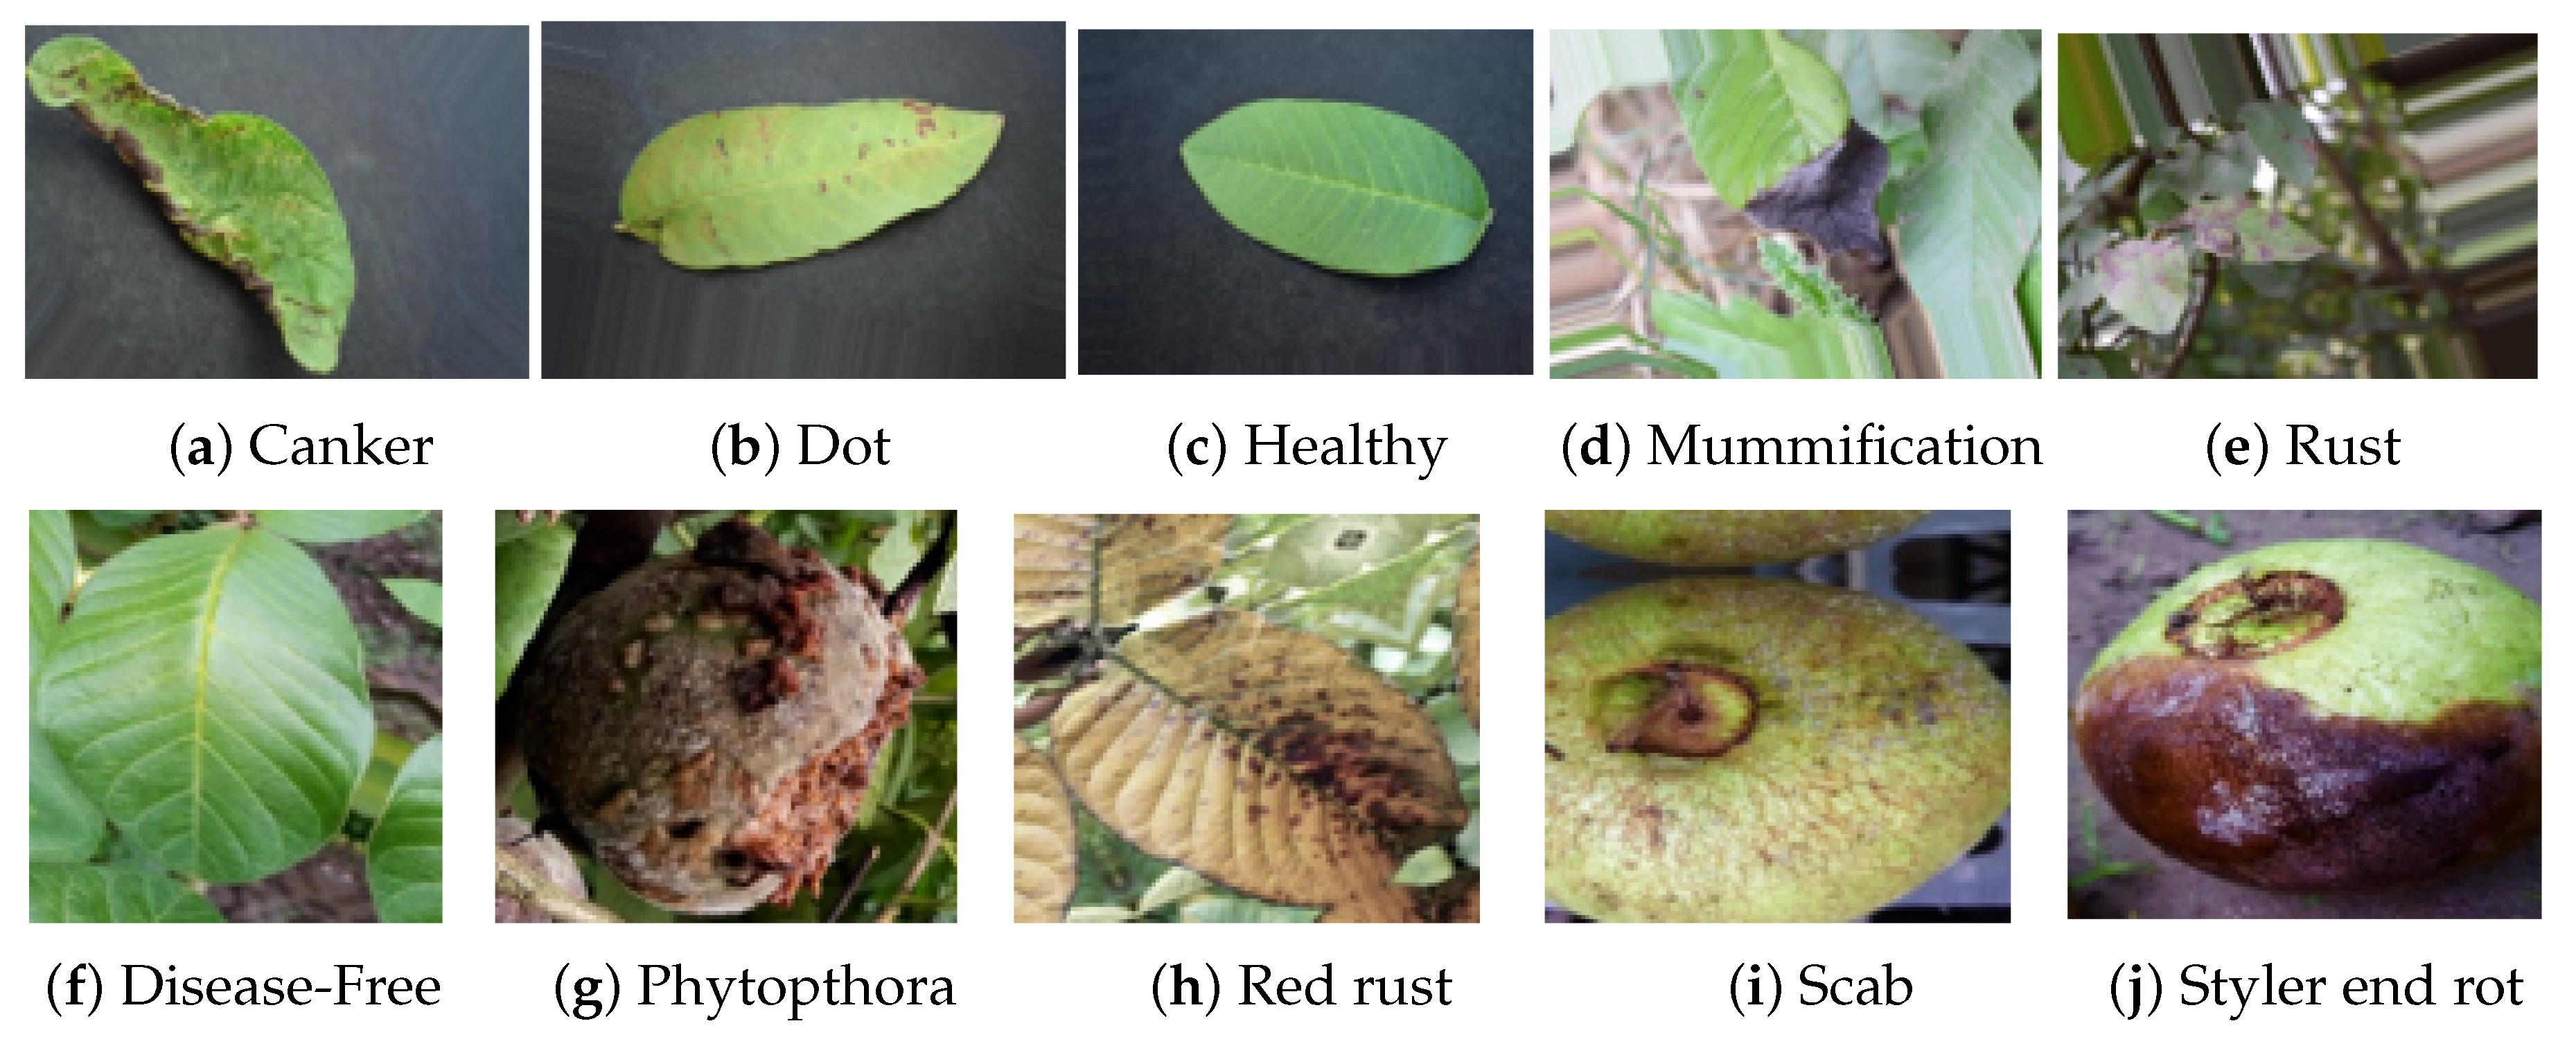 (a) Canker
(b) Dot
(c) Healthy
(d) Mummification
(e) Rust
(f) Disease-Free
(g) Phytopthora
(h) Red rust
(i) Scab
(j) Styler end rot